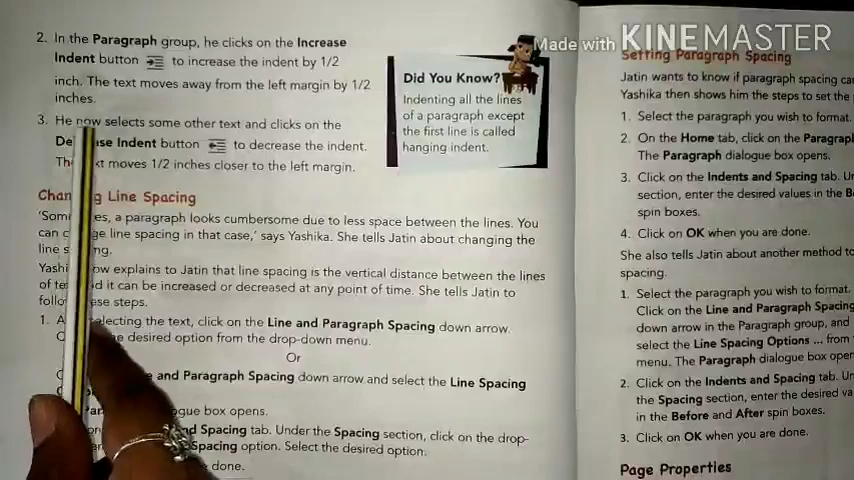 2. In the Paragraph group, he clicks on the Increase
Indent button to increase the indent by 1/2
inch. The text moves away from the left margin by 1/2
inches.
3. He now selects some other text and clicks on the
Indent button to decrease the indent.
moves 1/2 inches closer to the left margin.
Did You Know?
Indenting all the lines
of a paragraph except
the first line is called
hanging indent.
Line Spacing
a paragraph looks cumbersome due to less space between the lines. You
can line spacing in that case,' says Yashika. She tells Jatin about changing the
line
explains to Jatin that line spacing is the vertical distance between the lines
of it can be increased or decreased at any point of time. She tells Jatin to
steps.
1. selecting the text, click on the Line and Paragraph Spacing down arrow.
desired option from the drop-down menu.
Or
and Paragraph Spacing down arrow and select the Line Spacing
box opens.
and Spacing tab. Under the Spacing section, click on the drop-
Spacing option. Select the desired option.
done.
Made with KINEMASTER
Setting Paragraph Spacing
Jatin wants to know if paragraph spacing
Yashika then shows him the steps to set the
1. Select the paragraph you wish to format.
2. On the Home tab, click on the
The Paragraph dialogue box opens.
3. Click on the Indents and Spacing tab.
section, enter the desired values in the
spin boxes.
4. Click on OK when you are done.
She also tells Jatin about another method to
spacing.
1. Select the paragraph you wish to format.
Click on the Line and Paragraph Spacing
down arrow in the Paragraph group, and
select the Line Spacing Options ... from
menu. The Paragraph dialogue box
2. Click on the Indents and Spacing tab.
the Spacing section, enter the desired
in the Before and After spin boxes.
3. Click on OK when you are done.
Page Properties